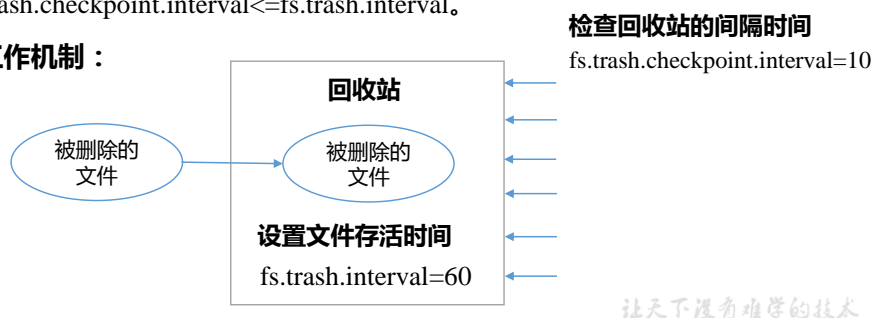 ash.checkpoint.interval<=fs.trash.interval。
检查回收站的间隔时间
fs.trash.checkpoint.interval=10
工作机制：
回收站
被删除的
文件
被删除的
文件
设置文件存活时间
fs.trash.interval=60
让天下没有难学的技术